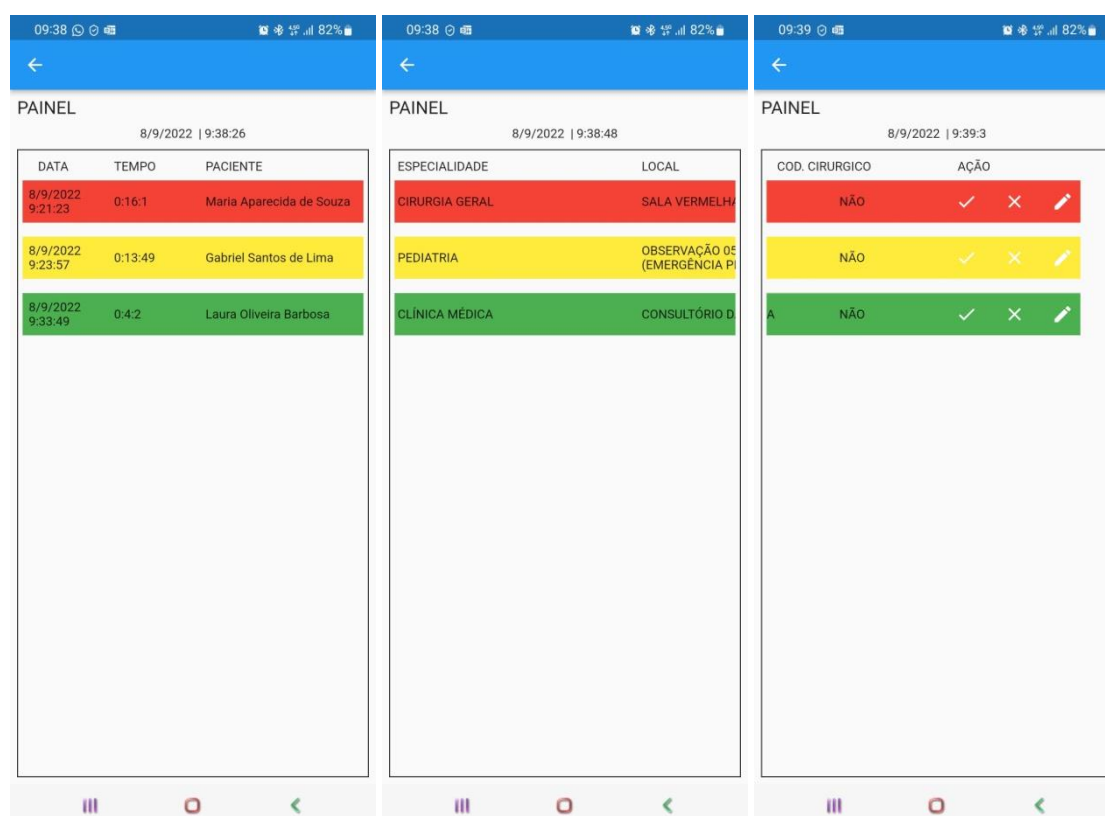 09:38
82%
PAINEL
8/9/2022 | 9:38:26
DATA TEMPO PACIENTE
8/9/2022
9:21:23 0:16:1 Maria Aparecida de Souza
8/9/2022
9:23:57 0:13:49 Gabriel Santos de Lima
8/9/2022
9:33:49 0:4:2 Laura Oliveira Barbosa
09:38
82%
PAINEL
8/9/2022 | 9:38:48
ESPECIALIDADE LOCAL
CIRURGIA GERAL SALA VERMELHA
PEDIATRIA OBSERVAÇÃO 05
(EMERGÊNCIA PI
CLÍNICA MÉDICA CONSULTÓRIO D
09:39
82%
PAINEL
8/9/2022 | 9:39:3
COD. CIRURGICO AÇÃO
NÃO
NÃO
A NÃO